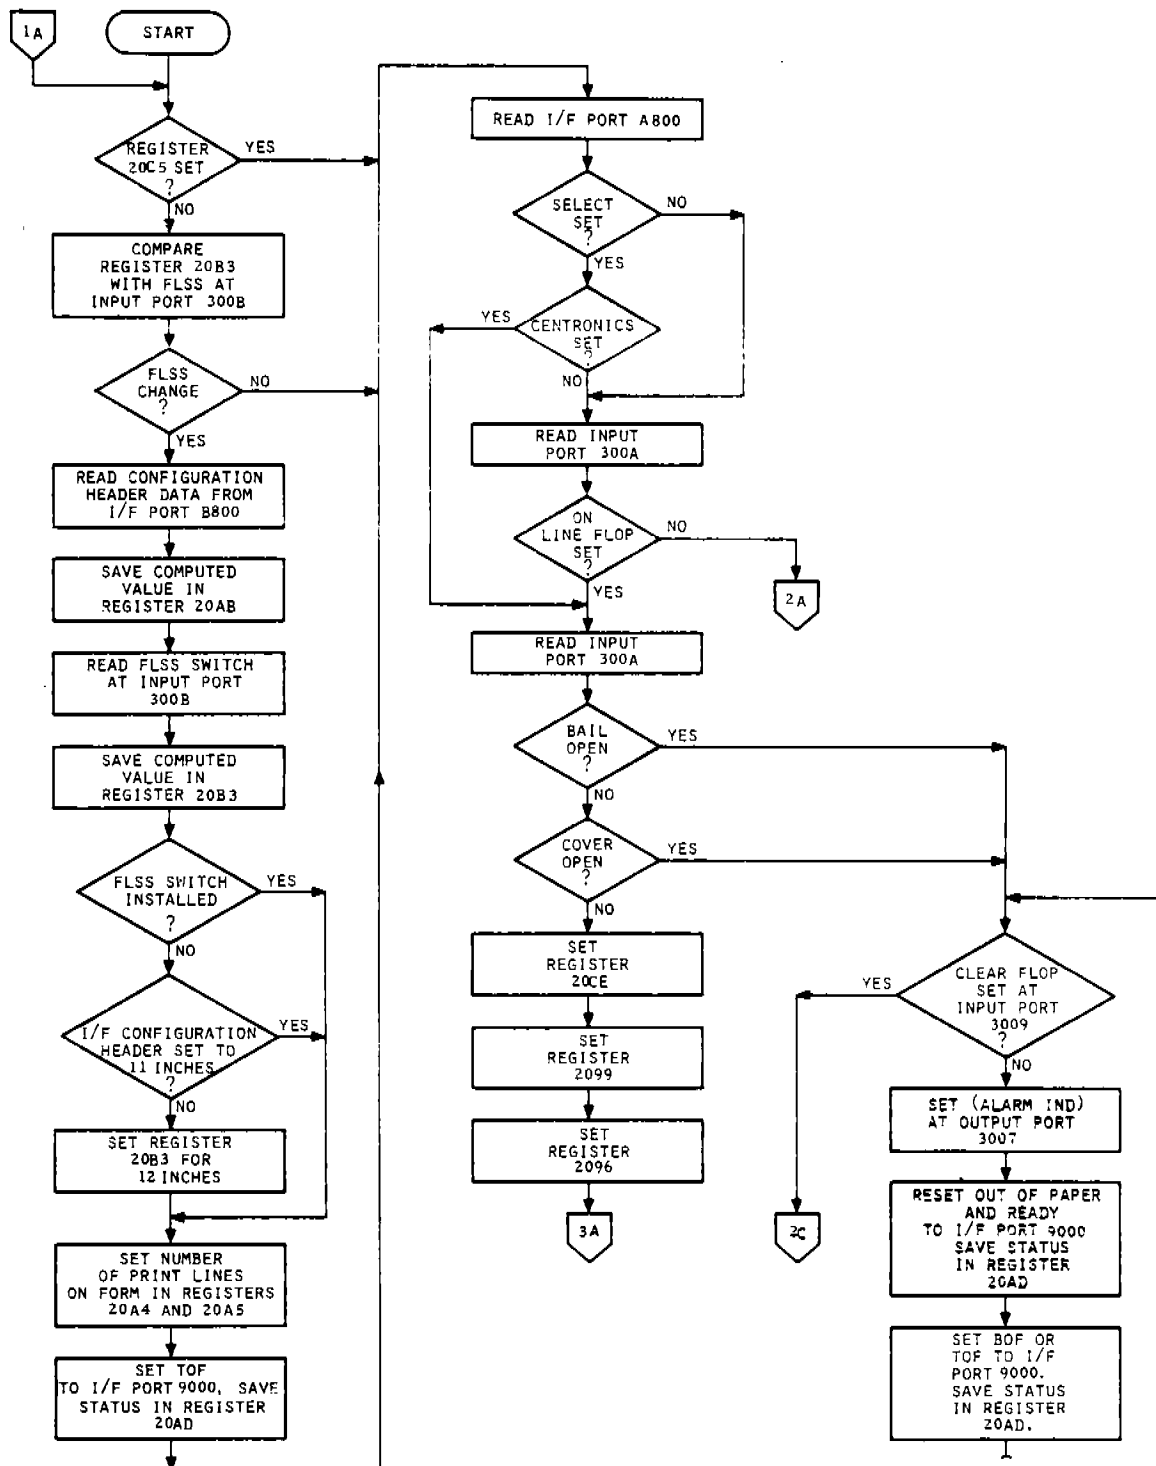 1A
START
REGISTER
20C5 SET
?
YES
NO
COMPARE
REGISTER 20B3
WITH FLSS AT
INPUT PORT 300B
FLSS
CHANGE
?
NO
YES
READ CONFIGURATION
HEADER DATA FROM
I/F PORT B800
SAVE COMPUTED
VALUE IN
REGISTER 20AB
READ FLSS SWITCH
AT INPUT PORT
300B
SAVE COMPUTED
VALUE IN
REGISTER 20B3
FLSS SWITCH
INSTALLED
?
YES
NO
I/F CONFIGURATION
HEADER SET TO
11 INCHES
?
YES
NO
SET REGISTER
20B3 FOR
12 INCHES
SET NUMBER
OF PRINT LINES
ON FORM IN REGISTERS
20A4 AND 20A5
SET TOF
TO I/F PORT 9000, SAVE
STATUS IN REGISTER
20AD
READ I/F PORT A800
SELECT
SET
?
NO
YES
CENTRONICS
SET
?
YES
NO
READ INPUT
PORT 300A
ON
LINE FLOP
SET
?
NO
YES
2A
READ INPUT
PORT 300A
BAIL
OPEN
?
YES
NO
COVER
OPEN
?
YES
NO
SET
REGISTER
20CE
SET
REGISTER
2099
SET
REGISTER
2096
3A
CLEAR FLOP
SET AT
INPUT PORT
3009
?
YES
NO
2C
SET (ALARM IND)
AT OUTPUT PORT
3007
RESET OUT OF PAPER
AND READY
TO I/F PORT 9000
SAVE STATUS
IN REGISTER
20AD
SET BOF OR
TOF TO I/F
PORT 9000.
SAVE STATUS
IN REGISTER
20AD.